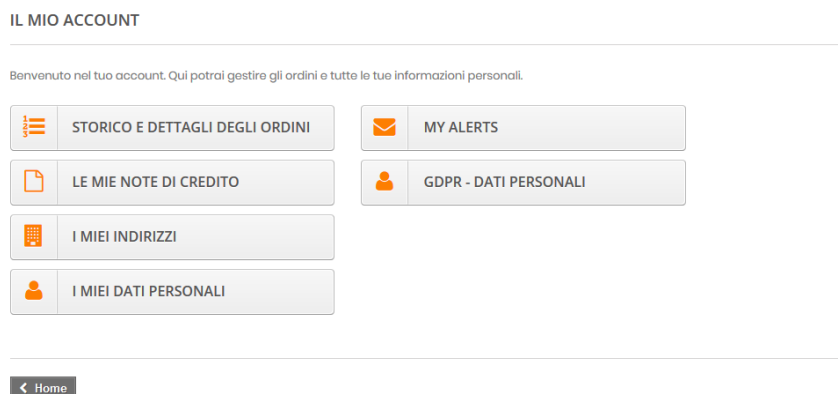 IL MIO ACCOUNT
Benvenuto nel tuo account. Qui potrai gestire gli ordini e tutte le tue informazioni personali.
STORICO E DETTAGLI DEGLI ORDINI
LE MIE NOTE DI CREDITO
I MIEI INDIRIZZI
I MIEI DATI PERSONALI
MY ALERTS
GDPR - DATI PERSONALI
Home